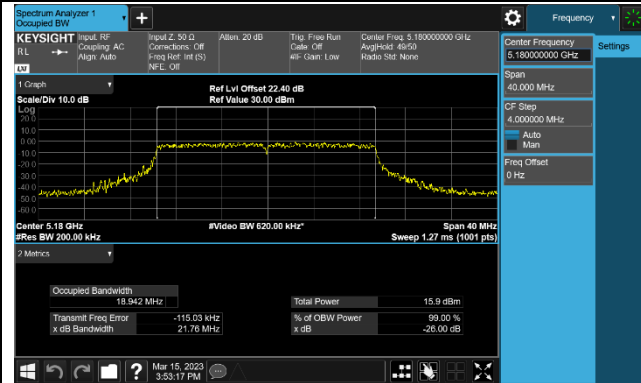 Spectrum Analyzer 1
Occupied BW
+
Frequency
KEYSIGHT
Input: RF
Input Z: 50 Ω
Atten: 20 dB
Trig: Free Run
Center Freq: 5.180000000 GHz
RL
Coupling: AC
Corrections: Off
Gate: Off
Avg|Hold: 49/50
Align: Auto
Freq Ref: Int (S)
#IF Gain: Low
Radio Std: None
LXI
NFE: Off
Center Frequency
5.180000000 GHz
Settings
Span
40.000 MHz
CF Step
4.000000 MHz
Auto
Man
Freq Offset
0 Hz
1 Graph
Ref Lvl Offset 22.40 dB
Scale/Div 10.0 dB
Ref Value 30.00 dBm
Log
20.0
10.0
0.00
-10.0
-20.0
-30.0
-40.0
-50.0
-60.0
Center 5.18 GHz
#Video BW 620.00 kHz*
Span 40 MHz
#Res BW 200.00 kHz
Sweep 1.27 ms (1001 pts)
2 Metrics
Occupied Bandwidth
18.942 MHz
Total Power
15.9 dBm
Transmit Freq Error
-115.03 kHz
% of OBW Power
99.00 %
x dB Bandwidth
21.76 MHz
x dB
-26.00 dB
?
Mar 15, 2023
3:53:17 PM